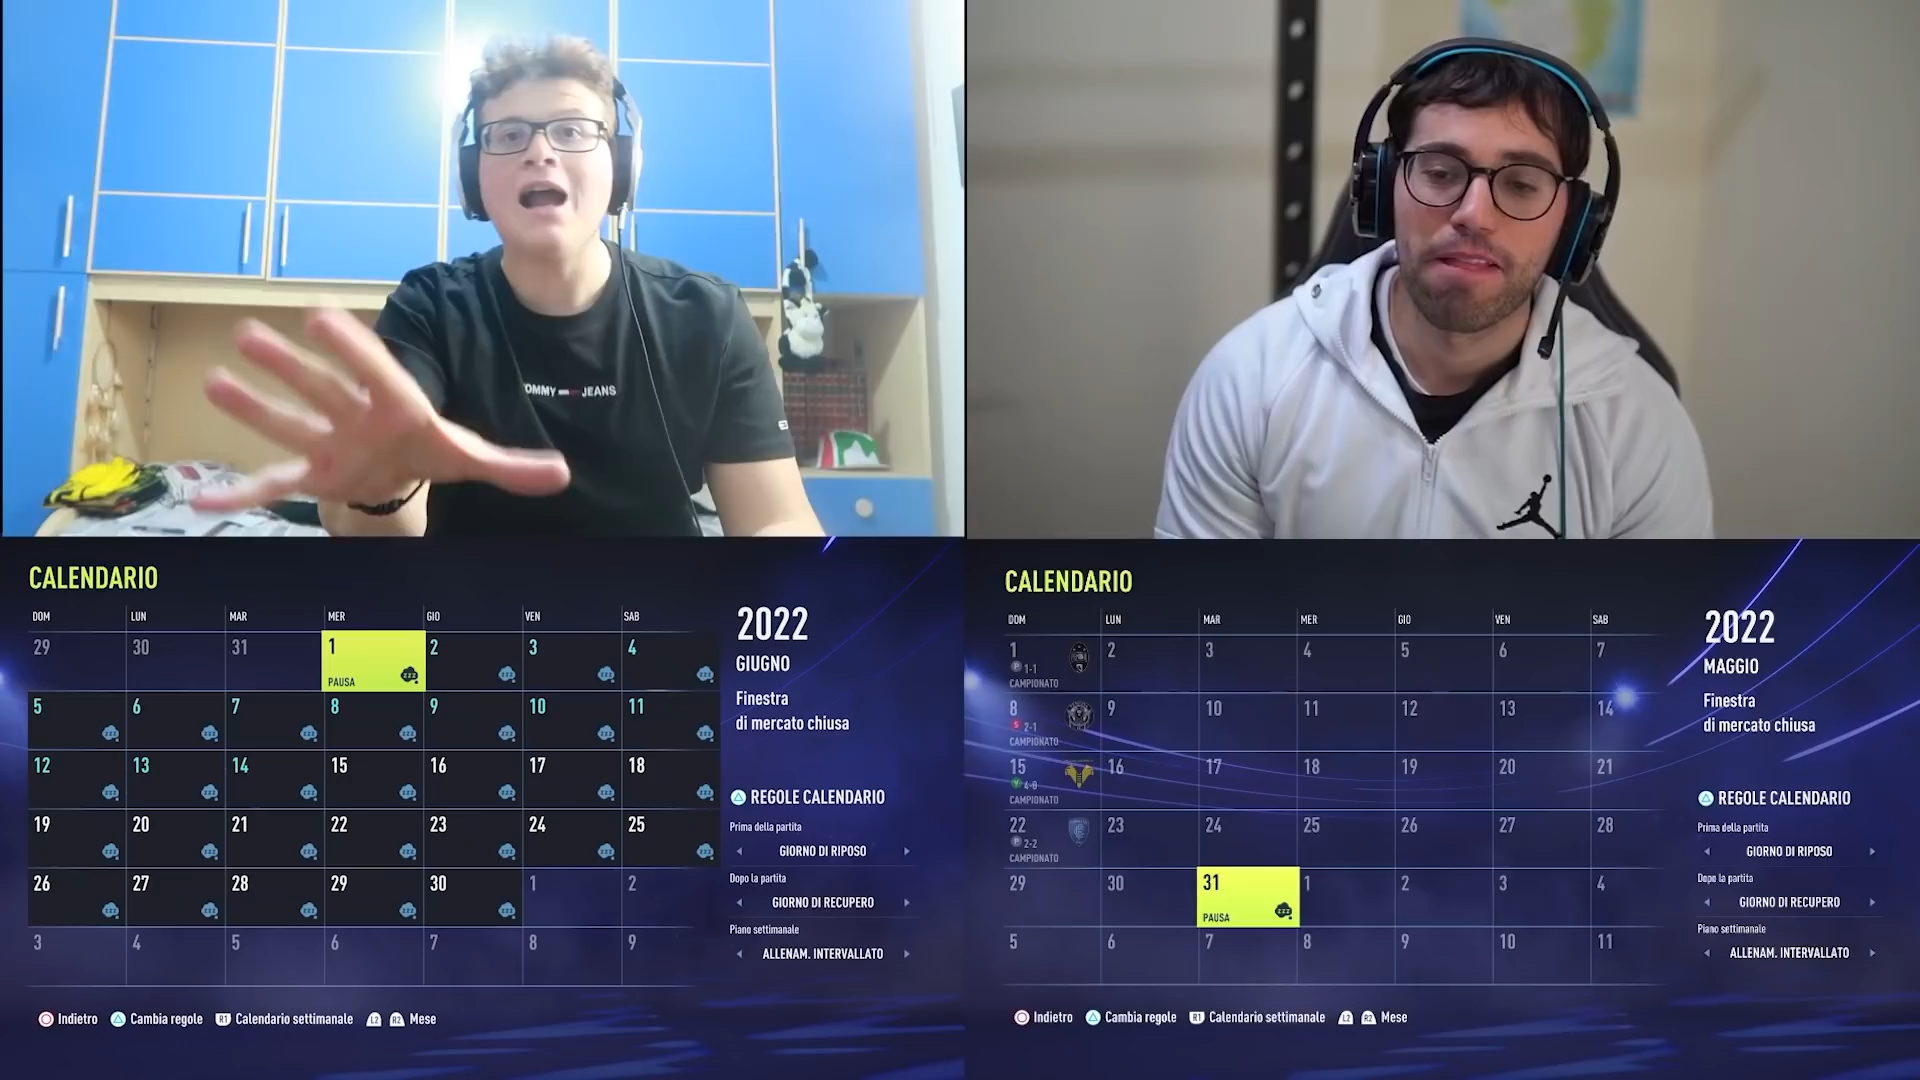 TOMMY JEANS
CALENDARIO
DOM LUN MAR MER GIO VEN SAB
29 30 31 1 2 3 4
PAUSA
5 6 7 8 9 10 11
12 13 14 15 16 17 18
19 20 21 22 23 24 25
26 27 28 29 30 1 2
3 4 5 6 7 8 9
2022
GIUGNO
Finestra
di mercato chiusa
REGOLE CALENDARIO
Prima della partita
GIORNO DI RIPOSO
Dopo la partita
GIORNO DI RECUPERO
Piano settimanale
ALLENAM. INTERVALLATO
Indietro Cambia regole R1 Calendario settimanale L2 R2 Mese
CALENDARIO
DOM LUN MAR MER GIO VEN SAB
1 2 3 4 5 6 7
P 1-1
CAMPIONATO
8 9 10 11 12 13 14
S 2-1
CAMPIONATO
15 16 17 18 19 20 21
V 4-0
CAMPIONATO
22 23 24 25 26 27 28
P 2-2
CAMPIONATO
29 30 31 1 2 3 4
PAUSA
5 6 7 8 9 10 11
2022
MAGGIO
Finestra
di mercato chiusa
REGOLE CALENDARIO
Prima della partita
GIORNO DI RIPOSO
Dopo la partita
GIORNO DI RECUPERO
Piano settimanale
ALLENAM. INTERVALLATO
Indietro Cambia regole R1 Calendario settimanale L2 R2 Mese